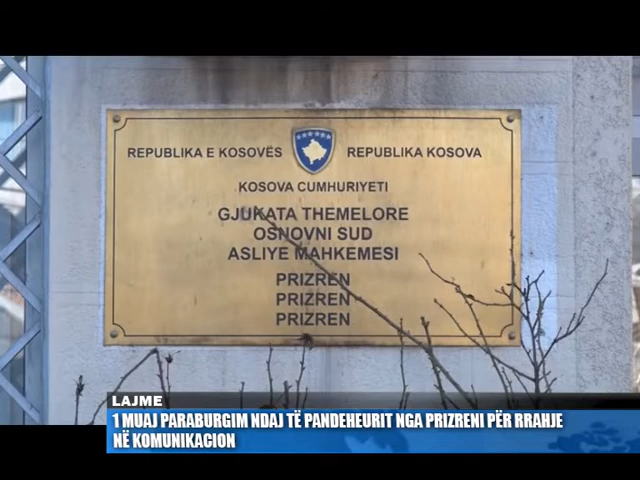 REPUBLIKA E KOSOVËS REPUBLIKA KOSOVA
KOSOVA CUMHURIYETI
GJUKATA THEMELORE
OSNOVNI SUD
ASLIYE MAHKEMESI
PRIZREN
PRIZREN
PRIZREN
LAJME
1 MUAJ PARABURGIM NDAJ TË PANDEHEURIT NGA PRIZRENI PËR RRAHJE
NË KOMUNIKACION